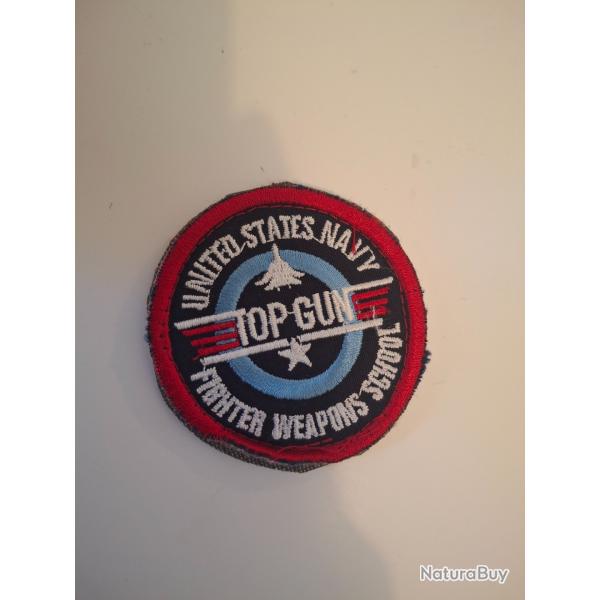 UNITED STATES NAVY
TOP GUN
FIGHTER WEAPONS SCHOOL
NaturaBuy